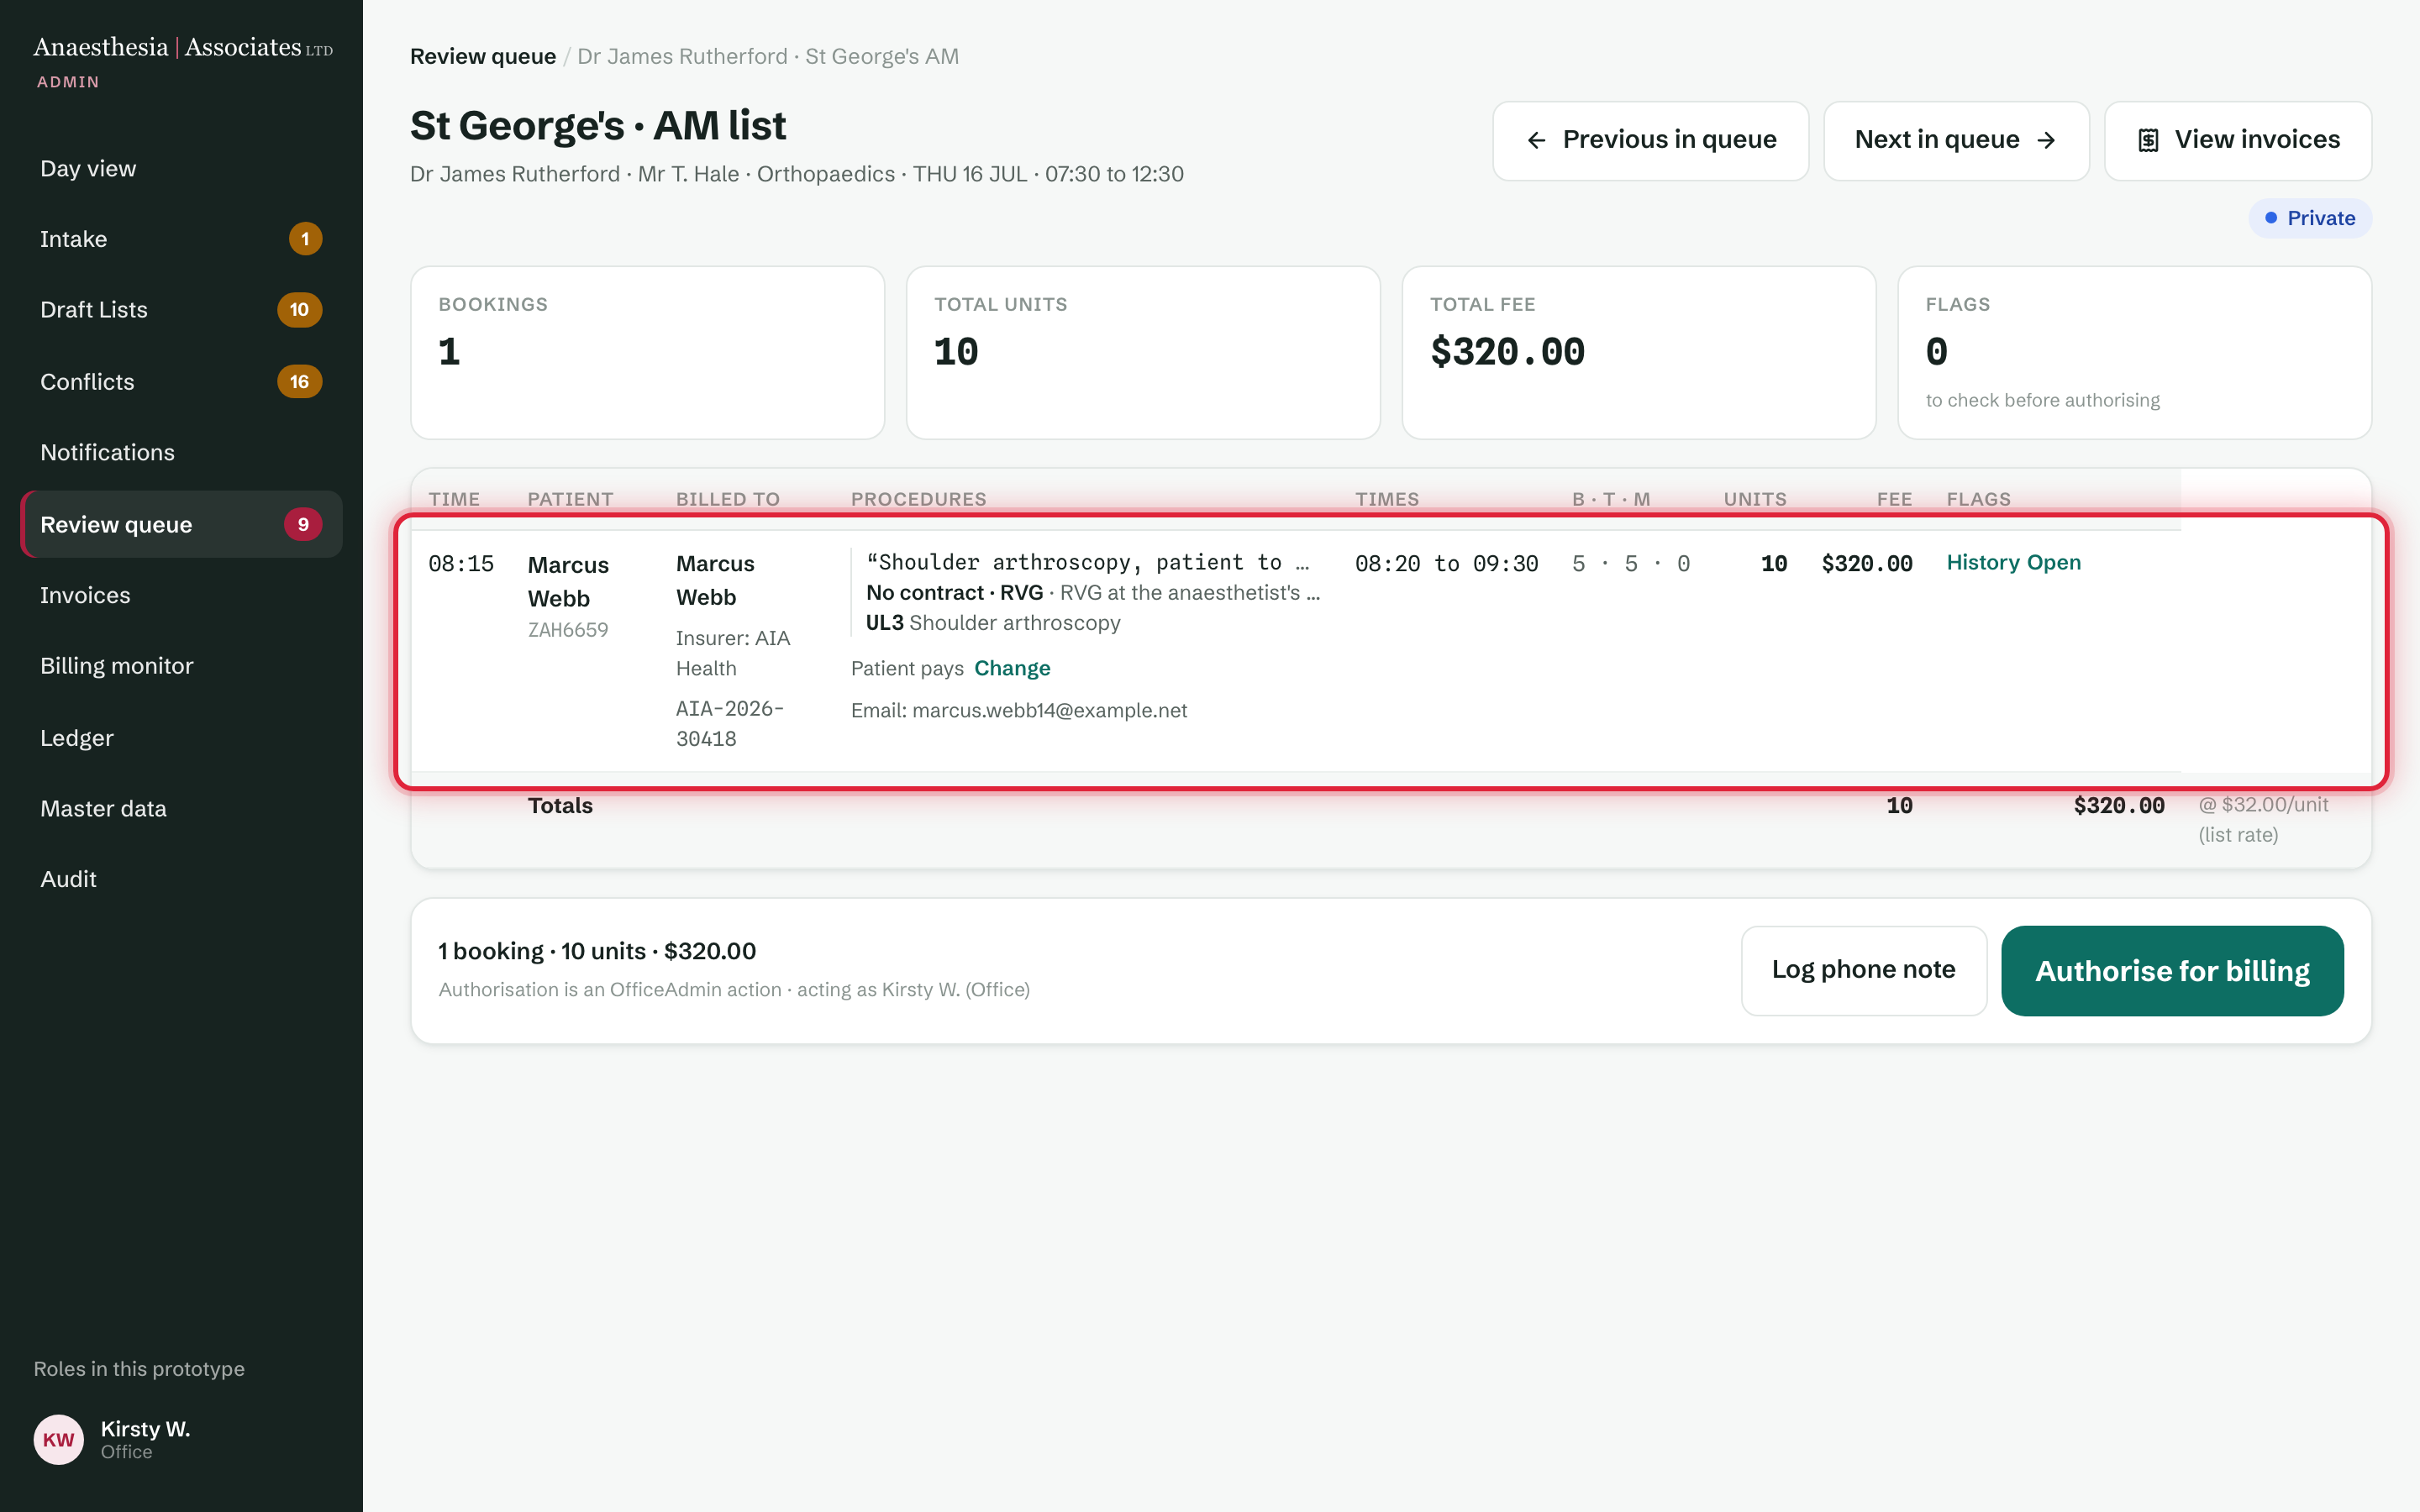 Anaesthesia | Associates LTD
ADMIN
Day view
Intake 1
Draft Lists 10
Conflicts 16
Notifications
Review queue 9
Invoices
Billing monitor
Ledger
Master data
Audit
Roles in this prototype
KW
Kirsty W.
Office
Review queue / Dr James Rutherford · St George's AM
St George's · AM list
Dr James Rutherford · Mr T. Hale · Orthopaedics · THU 16 JUL · 07:30 to 12:30
← Previous in queue
Next in queue →
View invoices
Private
BOOKINGS
1
TOTAL UNITS
10
TOTAL FEE
$320.00
FLAGS
0
to check before authorising
TIME PATIENT BILLED TO PROCEDURES TIMES B · T · M UNITS FEE FLAGS
08:15
Marcus
Webb
ZAH6659
Marcus
Webb
Insurer: AIA
Health
AIA-2026-
30418
“Shoulder arthroscopy, patient to …
No contract · RVG · RVG at the anaesthetist's …
UL3 Shoulder arthroscopy
Patient pays Change
Email: marcus.webb14@example.net
08:20 to 09:30
5 · 5 · 0
10
$320.00
History Open
Totals 10 $320.00 @ $32.00/unit
(list rate)
1 booking · 10 units · $320.00
Authorisation is an OfficeAdmin action · acting as Kirsty W. (Office)
Log phone note
Authorise for billing